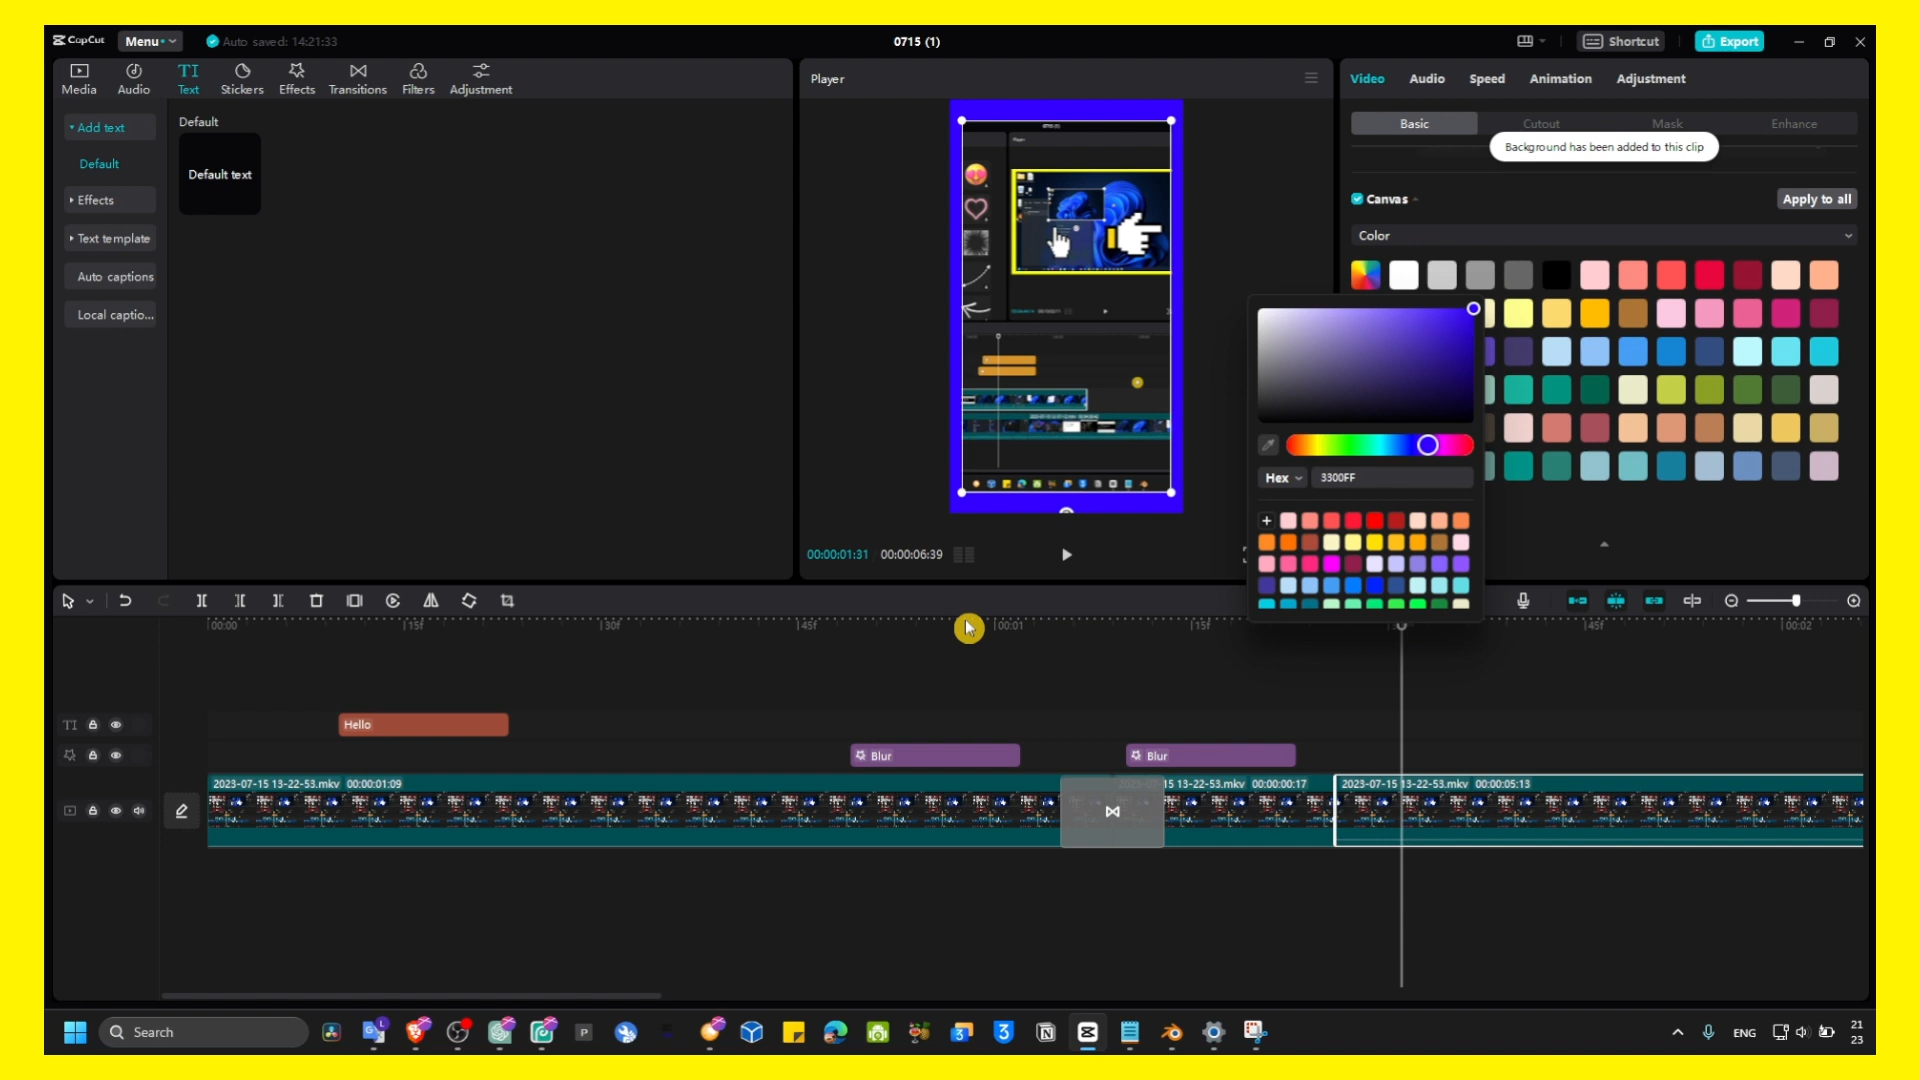 CapCut
Menu
Auto saved: 14:21:33
0715 (1)
Shortcut
Export
Media
Audio
TI
Text
Stickers
Effects
Transitions
Filters
Adjustment
Player
Video
Audio
Speed
Animation
Adjustment
Add text
Default
Effects
Text template
Auto captions
Local captio...
Default
Default text
Basic
Cutout
Mask
Enhance
Background has been added to this clip
Canvas
Apply to all
Color
Hex
3300FF
00:00:01:31
00:00:06:39
00:00
15f
30f
45f
00:01
15f
45f
00:02
TI
Hello
Blur
Blur
2023-07-15 13-22-53.mkv 00:00:01:09
15 13-22-53.mkv 00:00:00:17
2023-07-15 13-22-53.mkv 00:00:05:13
Search
P
3
3
N
ENG
21
23